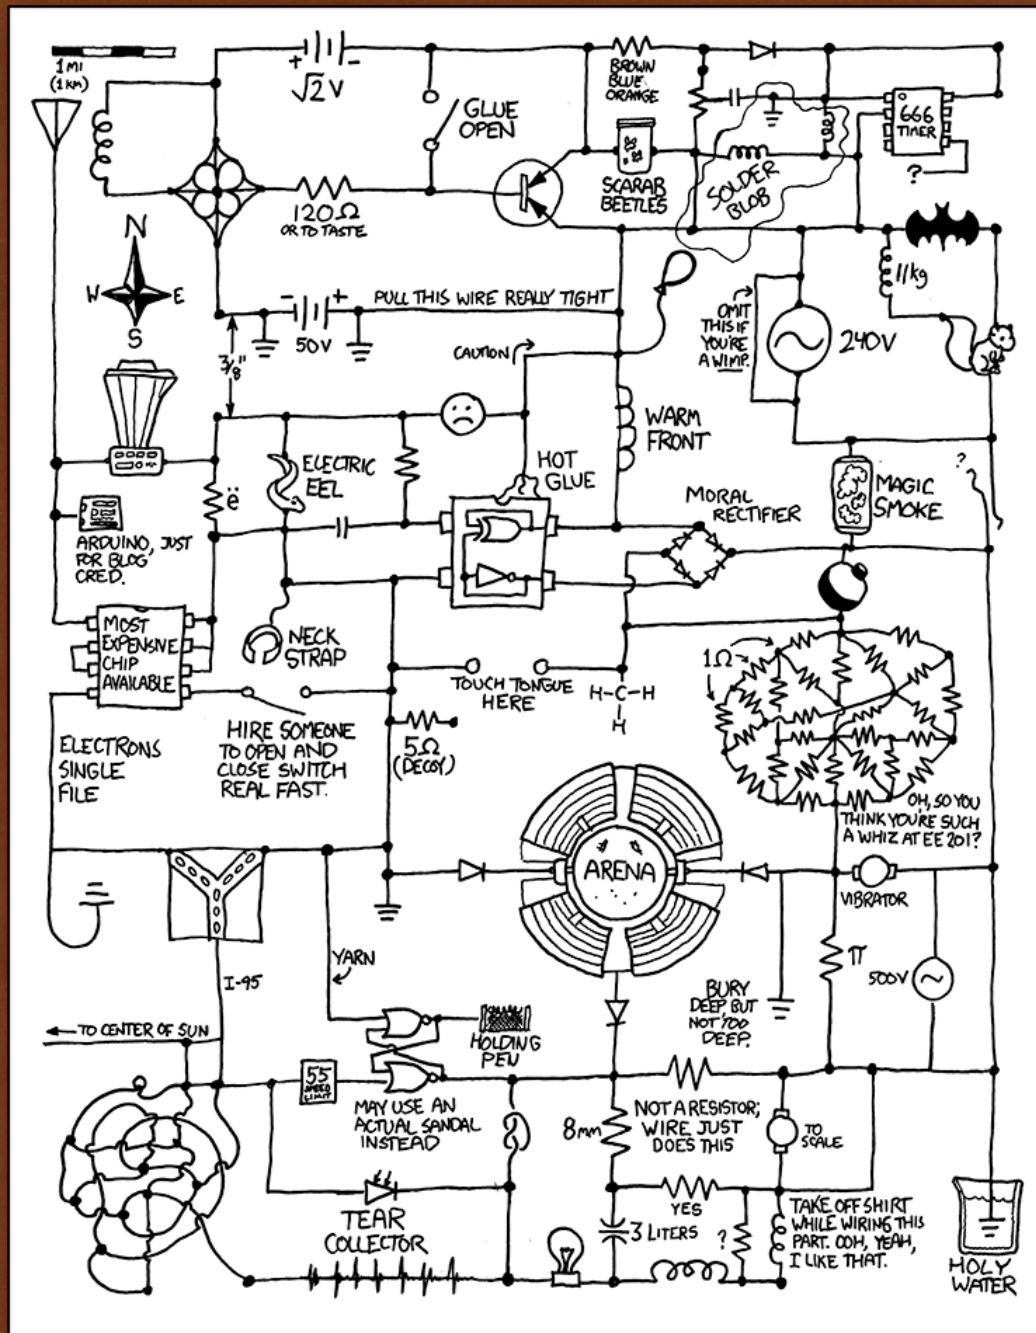 1 MI
(1 KM)
+ -
√2 V
GLUE
OPEN
BROWN
BLUE
ORANGE
666
TIMER
?
SCARAB
BEETLES
SOLDER
BLOB
120Ω
OR TO TASTE
N
W E
S
- +
50V
PULL THIS WIRE REALLY TIGHT
3/8"
CAUTION
OMIT
THIS IF
YOU'RE
A WIMP.
240V
11kg
WARM
FRONT
HOT
GLUE
ELECTRIC
EEL
ë
ARDUINO, JUST
FOR BLOG
CRED.
MORAL
RECTIFIER
MAGIC
SMOKE
?
MOST
EXPENSIVE
CHIP
AVAILABLE
NECK
STRAP
TOUCH TONGUE
HERE
H-C-H
H
1Ω
HIRE SOMEONE
TO OPEN AND
CLOSE SWITCH
REAL FAST.
5Ω
(DECOY)
ELECTRONS
SINGLE
FILE
OH, SO YOU
THINK YOU'RE SUCH
A WHIZ AT EE 201?
ARENA
VIBRATOR
YARN
I-95
π
500V
BURY
DEEP, BUT
NOT TOO
DEEP.
TO CENTER OF SUN
HOLDING
PEN
55
SPEED
LIMIT
MAY USE AN
ACTUAL SANDAL
INSTEAD
NOT A RESISTOR;
WIRE JUST
DOES THIS
8mm
TO
SCALE
YES
TEAR
COLLECTOR
3 LITERS
?
TAKE OFF SHIRT
WHILE WIRING THIS
PART. OOH, YEAH,
I LIKE THAT.
HOLY
WATER